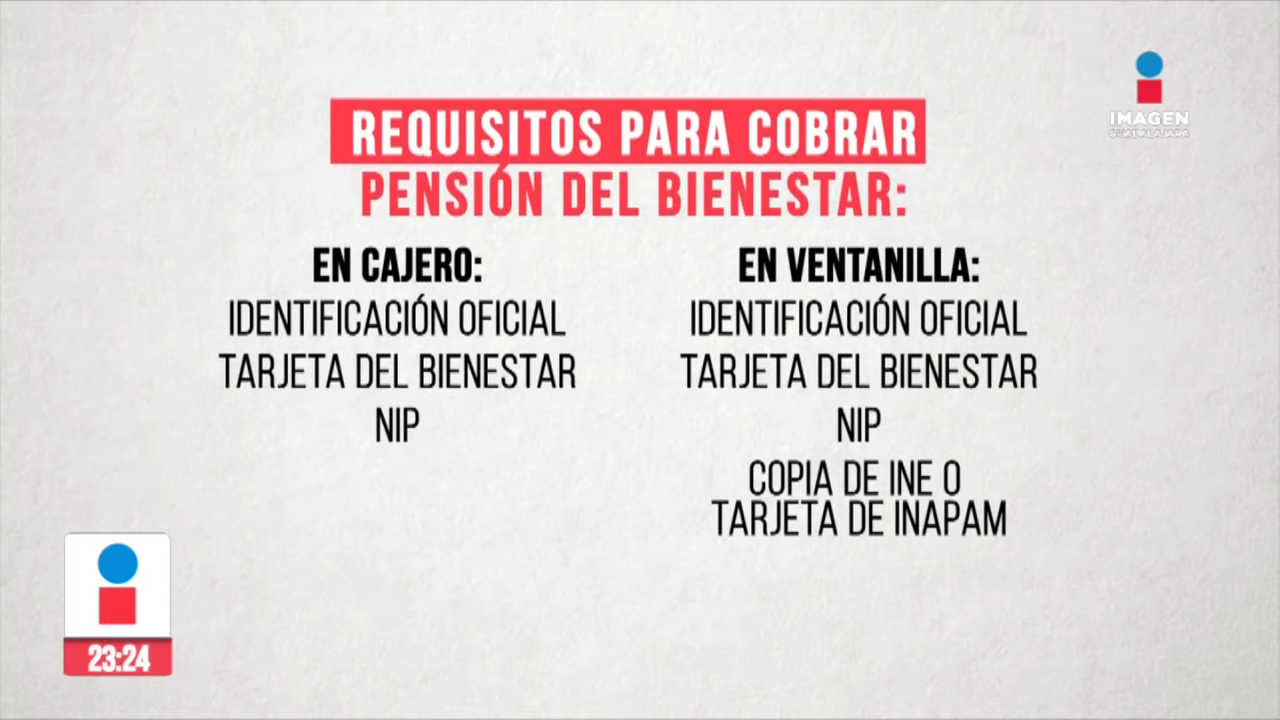 REQUISITOS PARA COBRAR
PENSIÓN DEL BIENESTAR:
EN CAJERO:
IDENTIFICACIÓN OFICIAL
TARJETA DEL BIENESTAR
NIP
EN VENTANILLA:
IDENTIFICACIÓN OFICIAL
TARJETA DEL BIENESTAR
NIP
COPIA DE INE O
TARJETA DE INAPAM
IMAGEN
GUADALAJARA
23:24